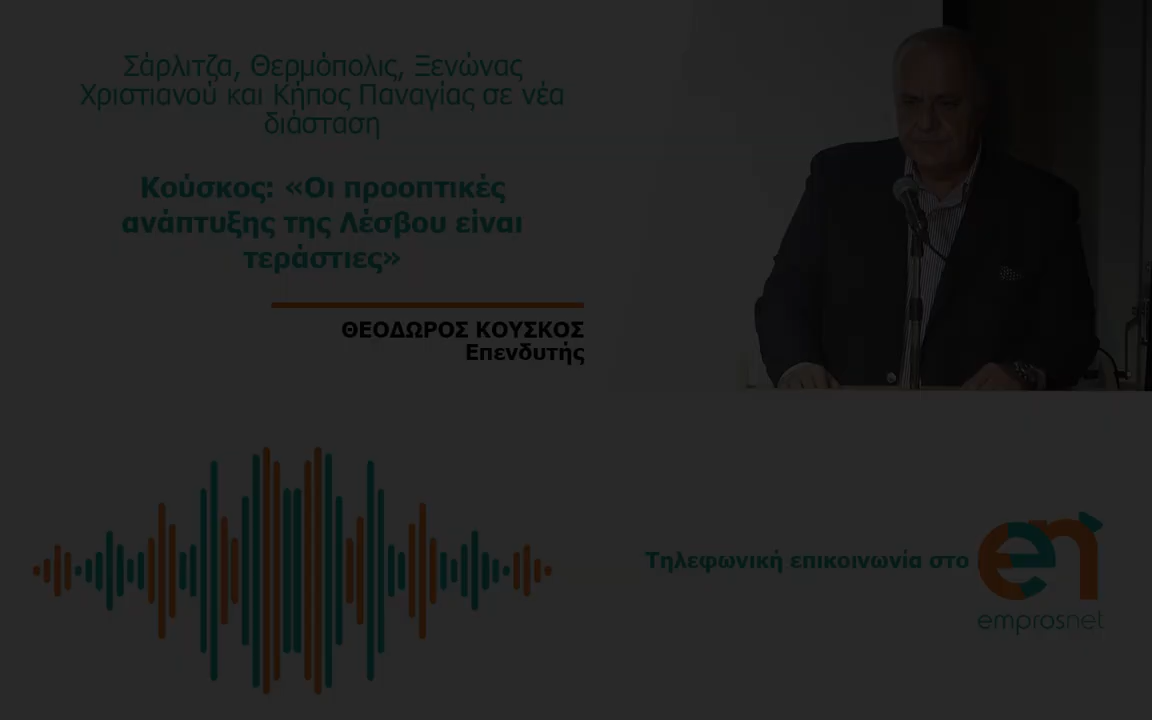 Σάρλιτζα, Θερμόπολις, Ξενώνας
Χριστιανού και Κήπος Παναγίας σε νέα
διάσταση
Κούσκος: «Οι προοπτικές
ανάπτυξης της Λέσβου είναι
τεράστιες»
ΘΕΟΔΩΡΟΣ ΚΟΥΣΚΟΣ
Επενδυτής
Τηλεφωνική επικοινωνία στο
en
emprosnet